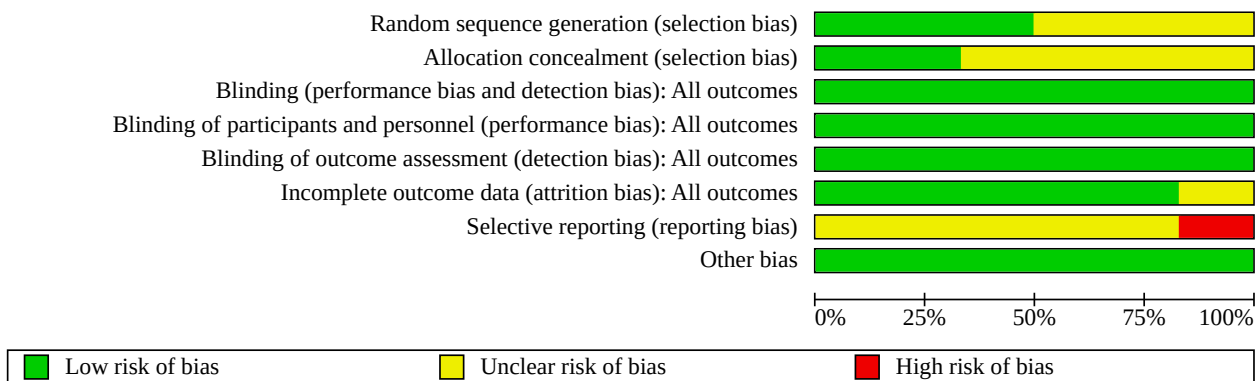 Random sequence generation (selection bias)
Allocation concealment (selection bias)
Blinding (performance bias and detection bias): All outcomes
Blinding of participants and personnel (performance bias): All outcomes
Blinding of outcome assessment (detection bias): All outcomes
Incomplete outcome data (attrition bias): All outcomes
Selective reporting (reporting bias)
Other bias
0% 25% 50% 75% 100%
Low risk of bias Unclear risk of bias High risk of bias